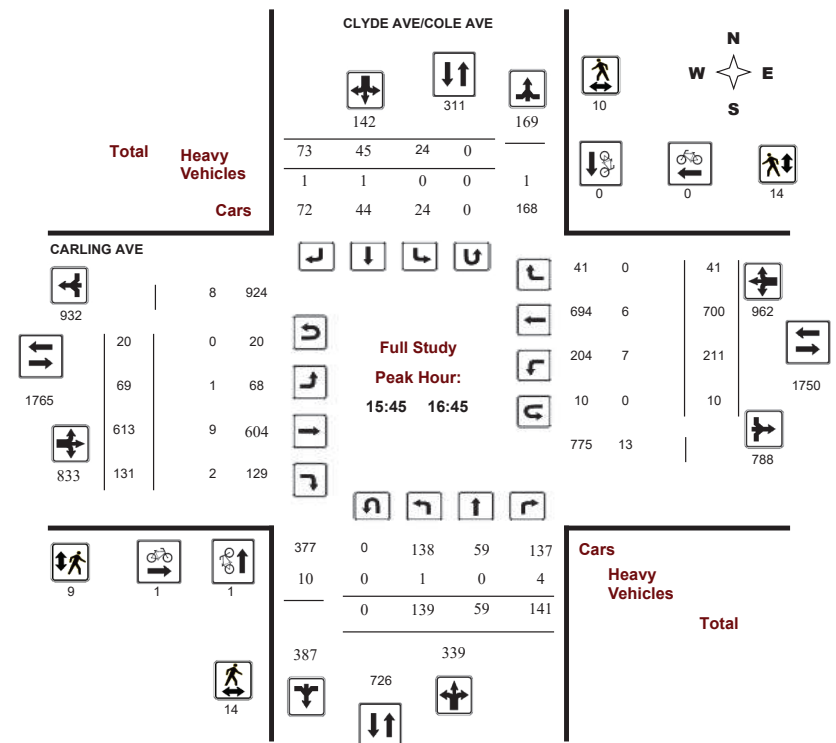 CLYDE AVE/COLE AVE
N
W E
S
311
10
142 169
Total Heavy Vehicles
73 45 24 0
1 1 0 0 1
Cars 72 44 24 0 168
0 0 14
CARLING AVE
932 8 924
41 0 41
694 6 700 962
20 0 20
Full Study
204 7 211
1765 69 1 68
Peak Hour:
1750
15:45 16:45
10 0 10
613 9 604
775 13
788
833 131 2 129
377 0 138 59 137 Cars
10 0 1 0 4 Heavy Vehicles
9 1 1
0 139 59 141 Total
387 339
726
14